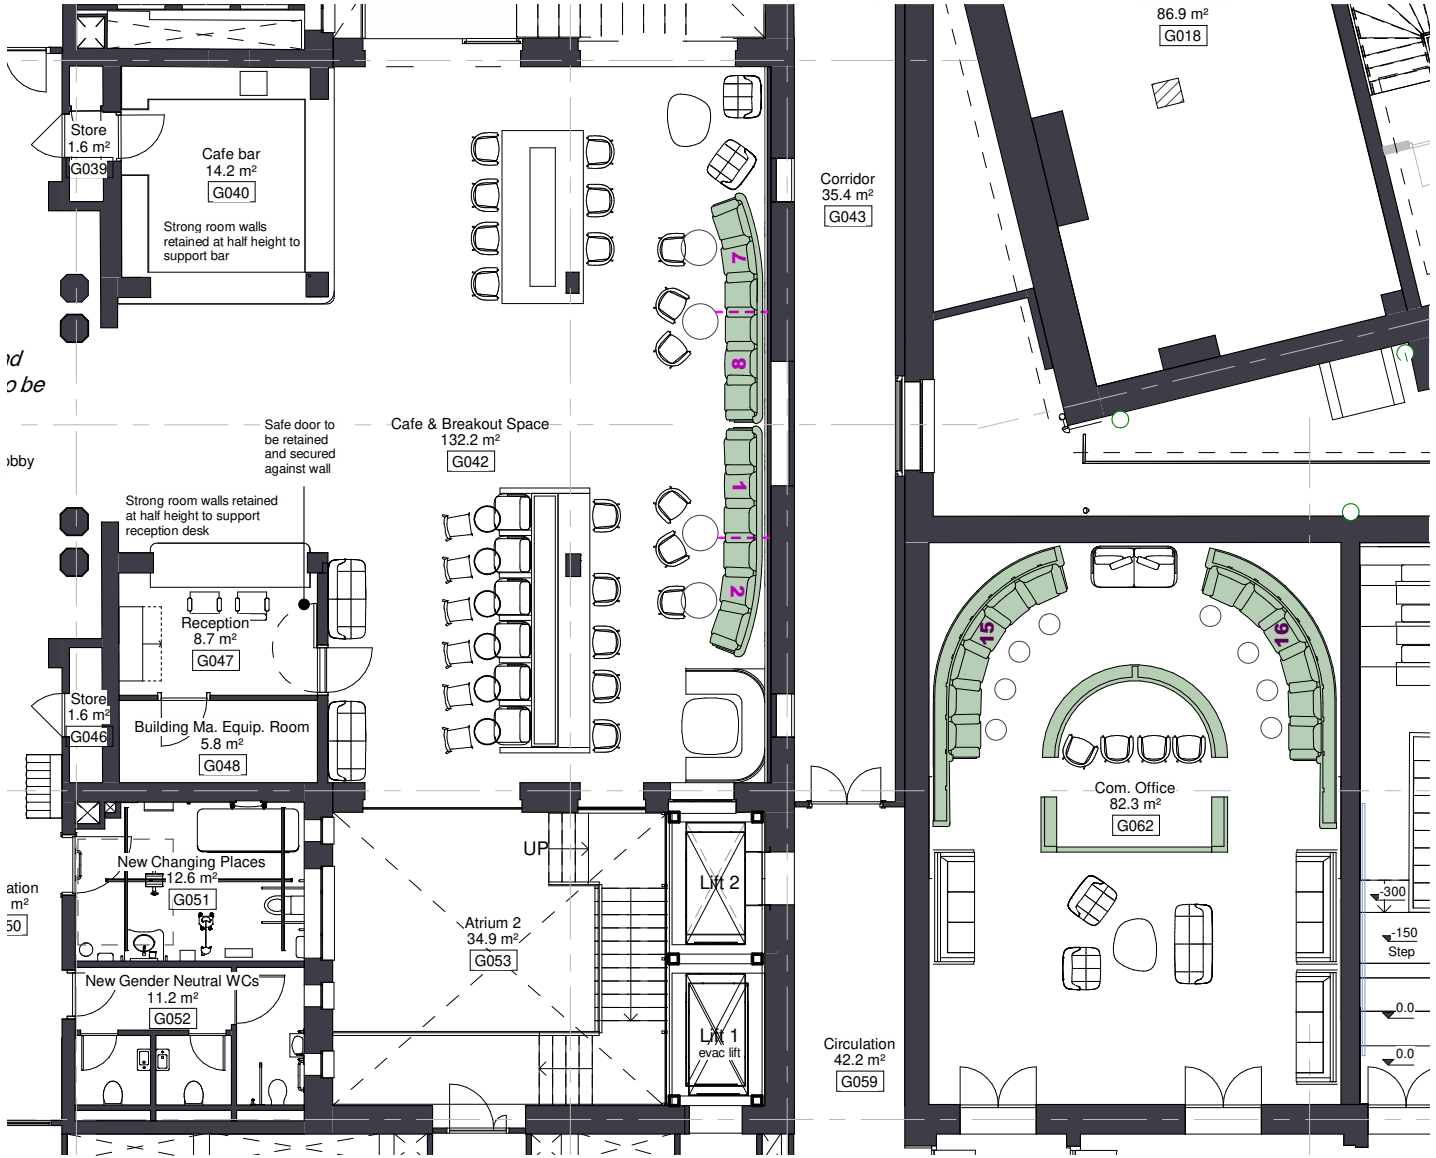 86.9 m²
G018
Store
1.6 m²
G039
Cafe bar
14.2 m²
G040
Strong room walls
retained at half height to
support bar
Corridor
35.4 m²
G043
7
8
1
2
nd
o be
obby
Safe door to
be retained
and secured
against wall
Cafe & Breakout Space
132.2 m²
G042
Strong room walls retained
at half height to support
reception desk
Reception
8.7 m²
G047
Store
1.6 m²
G046
Building Ma. Equip. Room
5.8 m²
G048
15
16
Com. Office
82.3 m²
G062
UP
New Changing Places
12.6 m²
G051
ation
m²
50
Lift 2
Atrium 2
34.9 m²
G053
-300
-150
Step
New Gender Neutral WCs
11.2 m²
G052
Lift 1
evac lift
Circulation
42.2 m²
G059
0.0
0.0